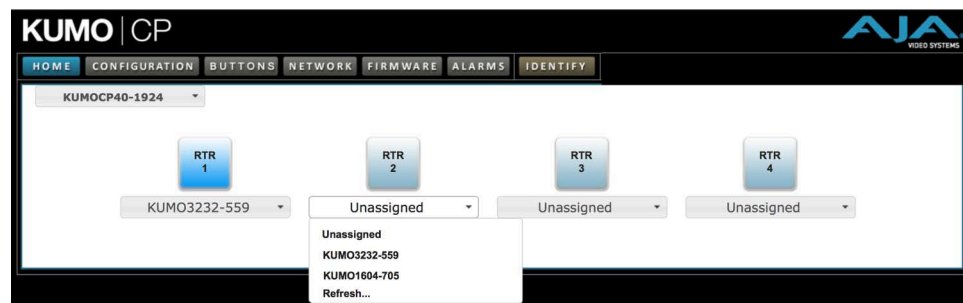 KUMO CP
AJA
VIDEO SYSTEMS
HOME CONFIGURATION BUTTONS NETWORK FIRMWARE ALARMS IDENTIFY
KUMOCP40-1924
RTR RTR RTR RTR
1 2 3 4
KUMO3232-559 Unassigned Unassigned Unassigned
Unassigned
KUMO3232-559
KUMO1604-705
Refresh...